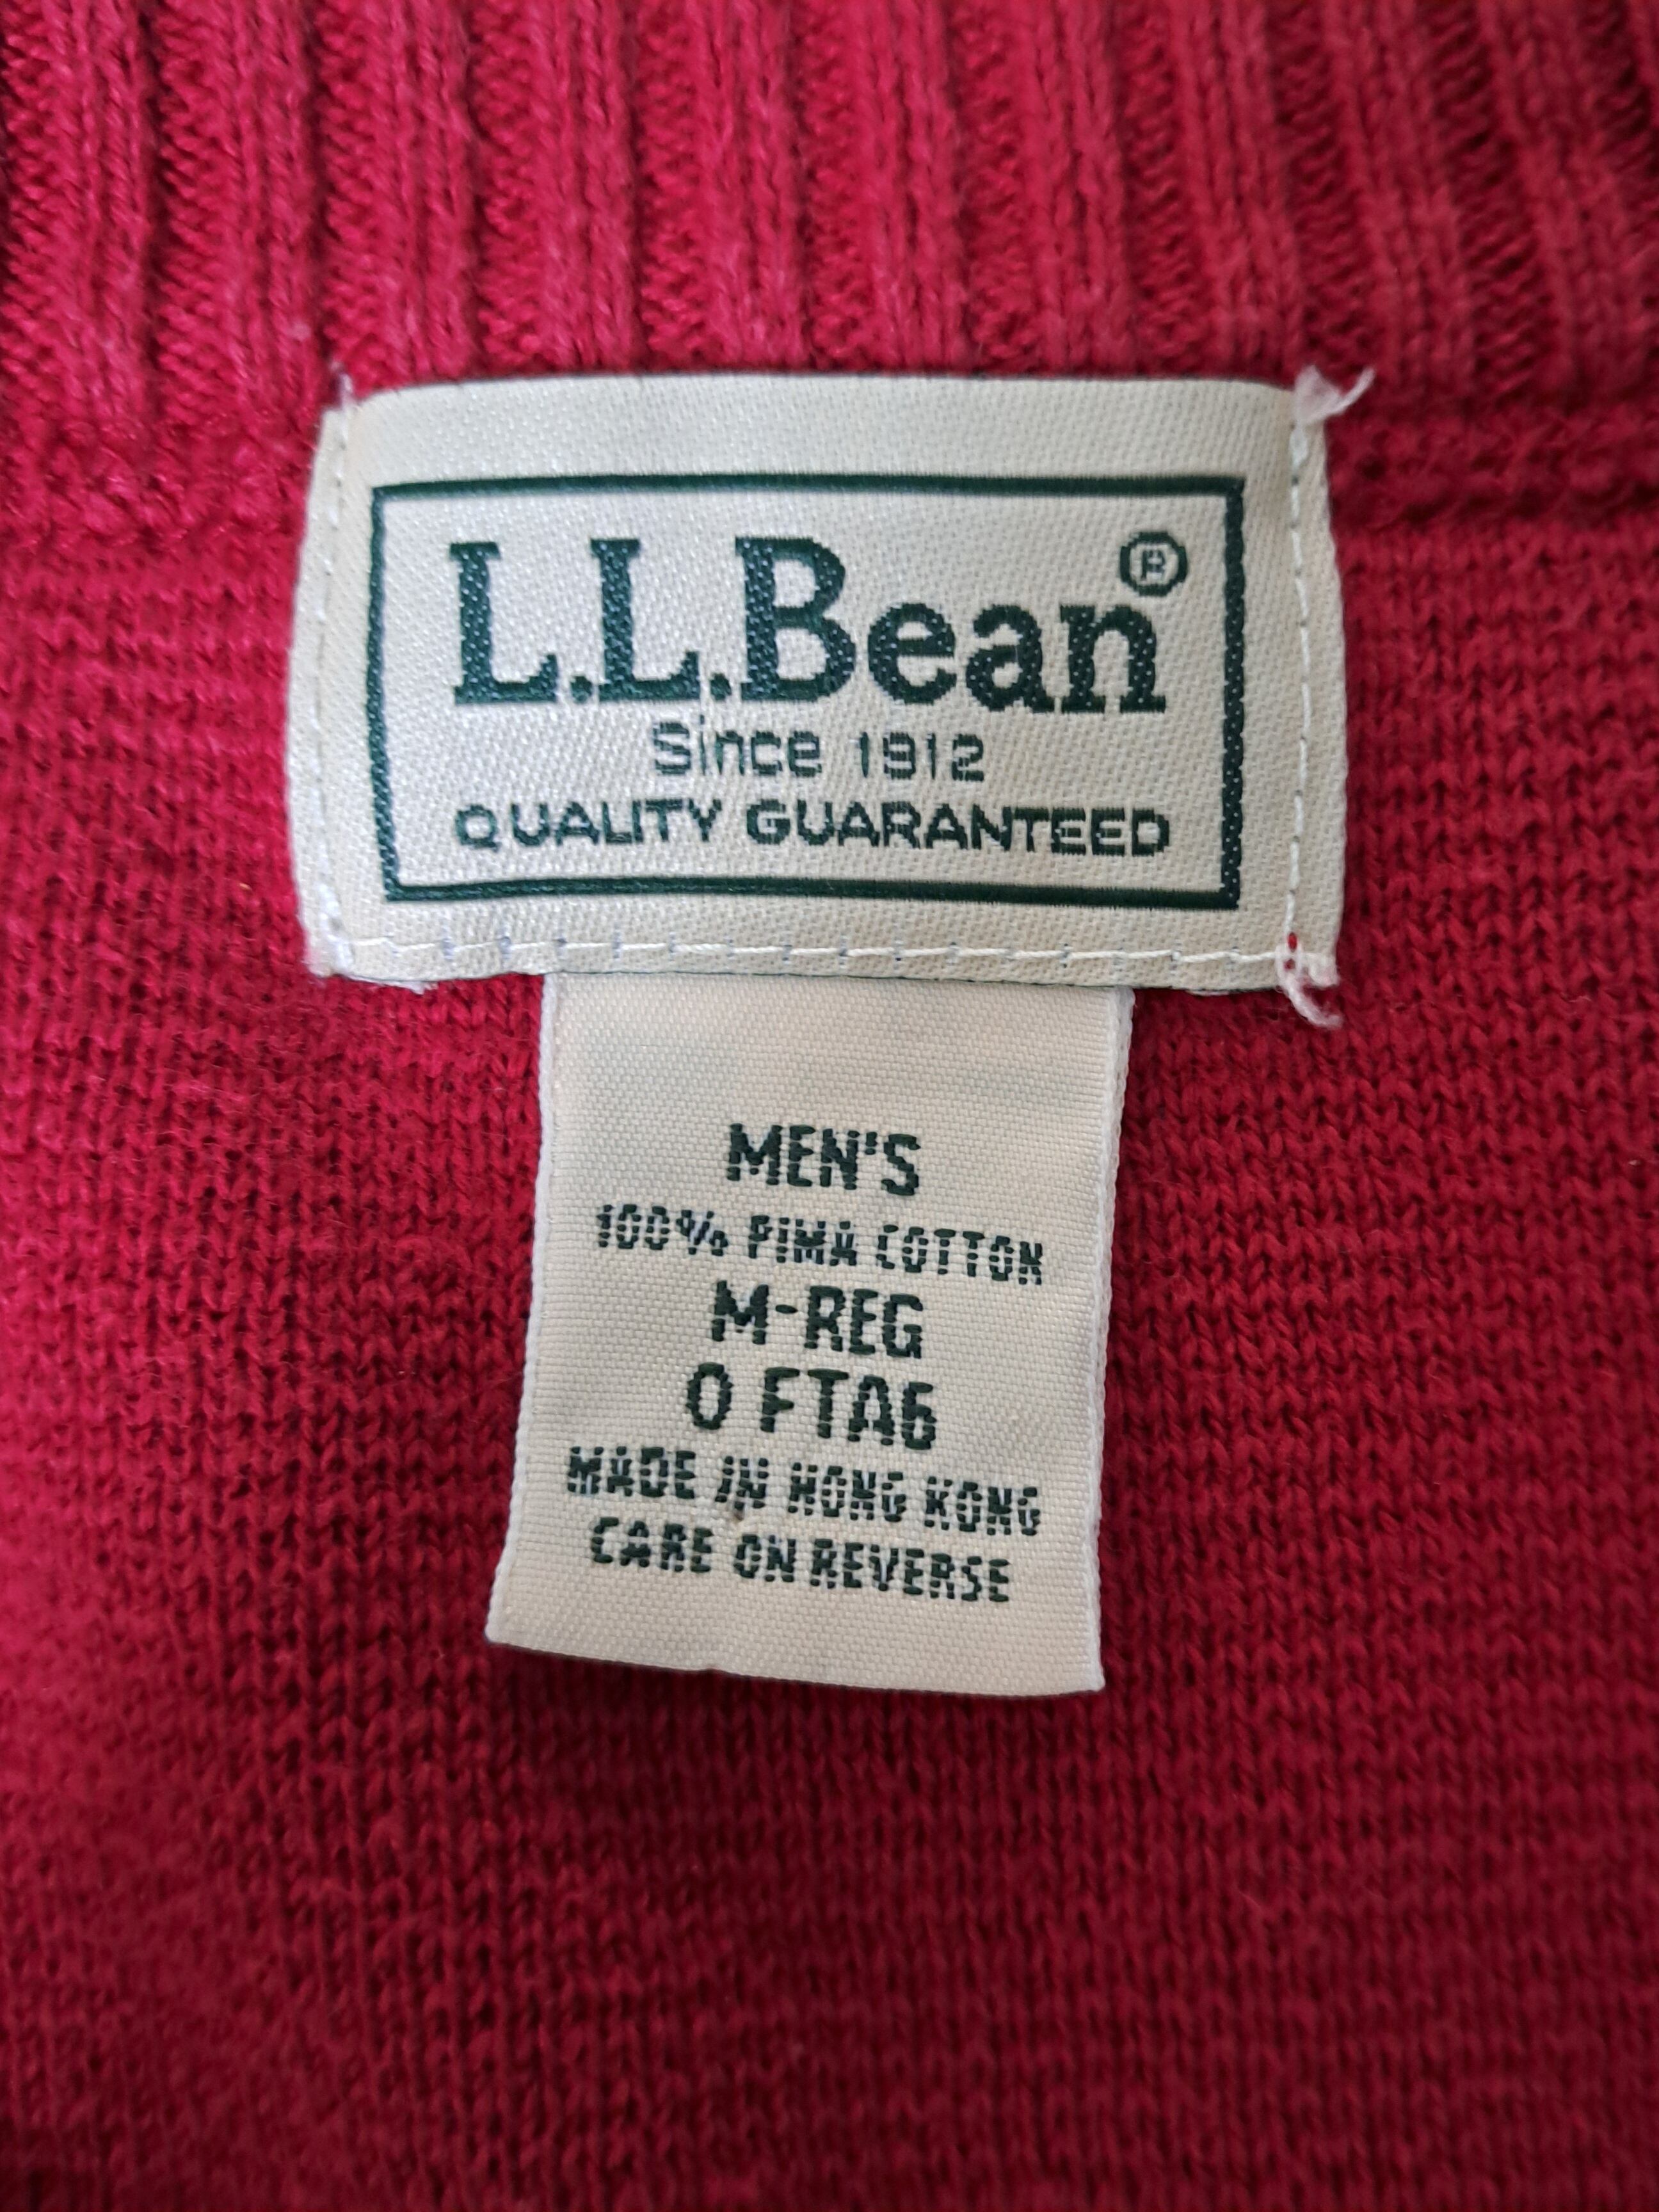 L.L.Bean®
Since 1912
QUALITY GUARANTEED
MEN'S
100% PIMA COTTON
M-REG
0 FTA6
MADE IN HONG KONG
CARE ON REVERSE